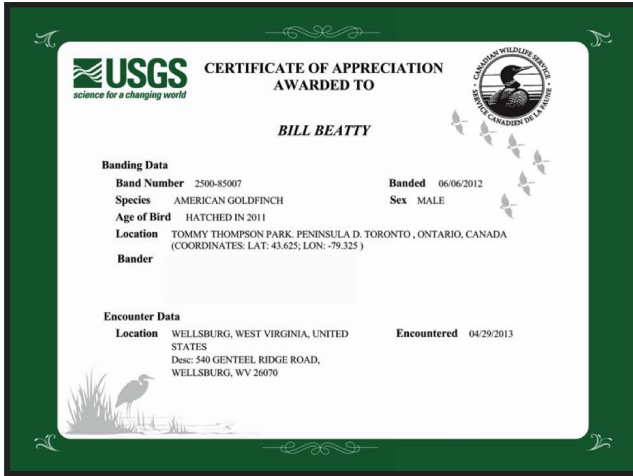 USGS
science for a changing world
CERTIFICATE OF APPRECIATION
AWARDED TO
CANADIAN WILDLIFE SERVICE
SERVICE CANADIEN DE LA FAUNE
BILL BEATTY
Banding Data
Band Number 2500-85007 Banded 06/06/2012
Species AMERICAN GOLDFINCH Sex MALE
Age of Bird HATCHED IN 2011
Location TOMMY THOMPSON PARK. PENINSULA D. TORONTO , ONTARIO, CANADA
(COORDINATES: LAT: 43.625; LON: -79.325 )
Bander
Encounter Data
Location WELLSBURG, WEST VIRGINIA, UNITED Encountered 04/29/2013
STATES
Desc: 540 GENTEEL RIDGE ROAD,
WELLSBURG, WV 26070